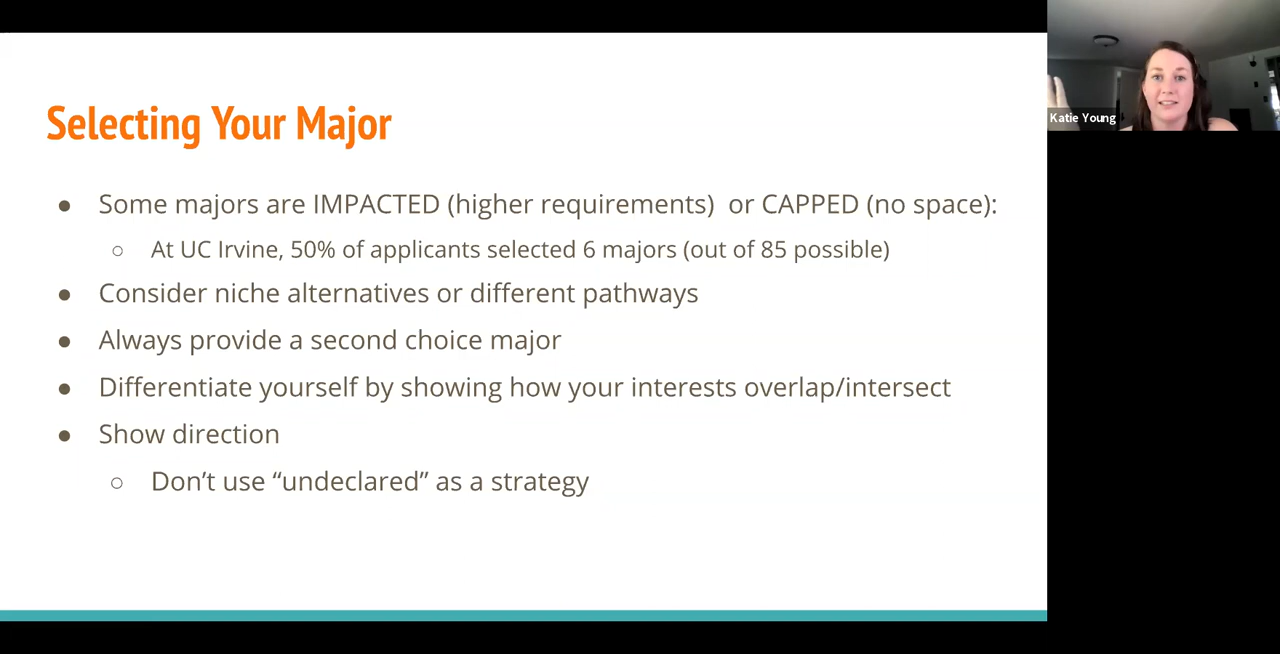 Selecting Your Major
● Some majors are IMPACTED (higher requirements) or CAPPED (no space):
○ At UC Irvine, 50% of applicants selected 6 majors (out of 85 possible)
● Consider niche alternatives or different pathways
● Always provide a second choice major
● Differentiate yourself by showing how your interests overlap/intersect
● Show direction
○ Don’t use “undeclared” as a strategy
Katie Young